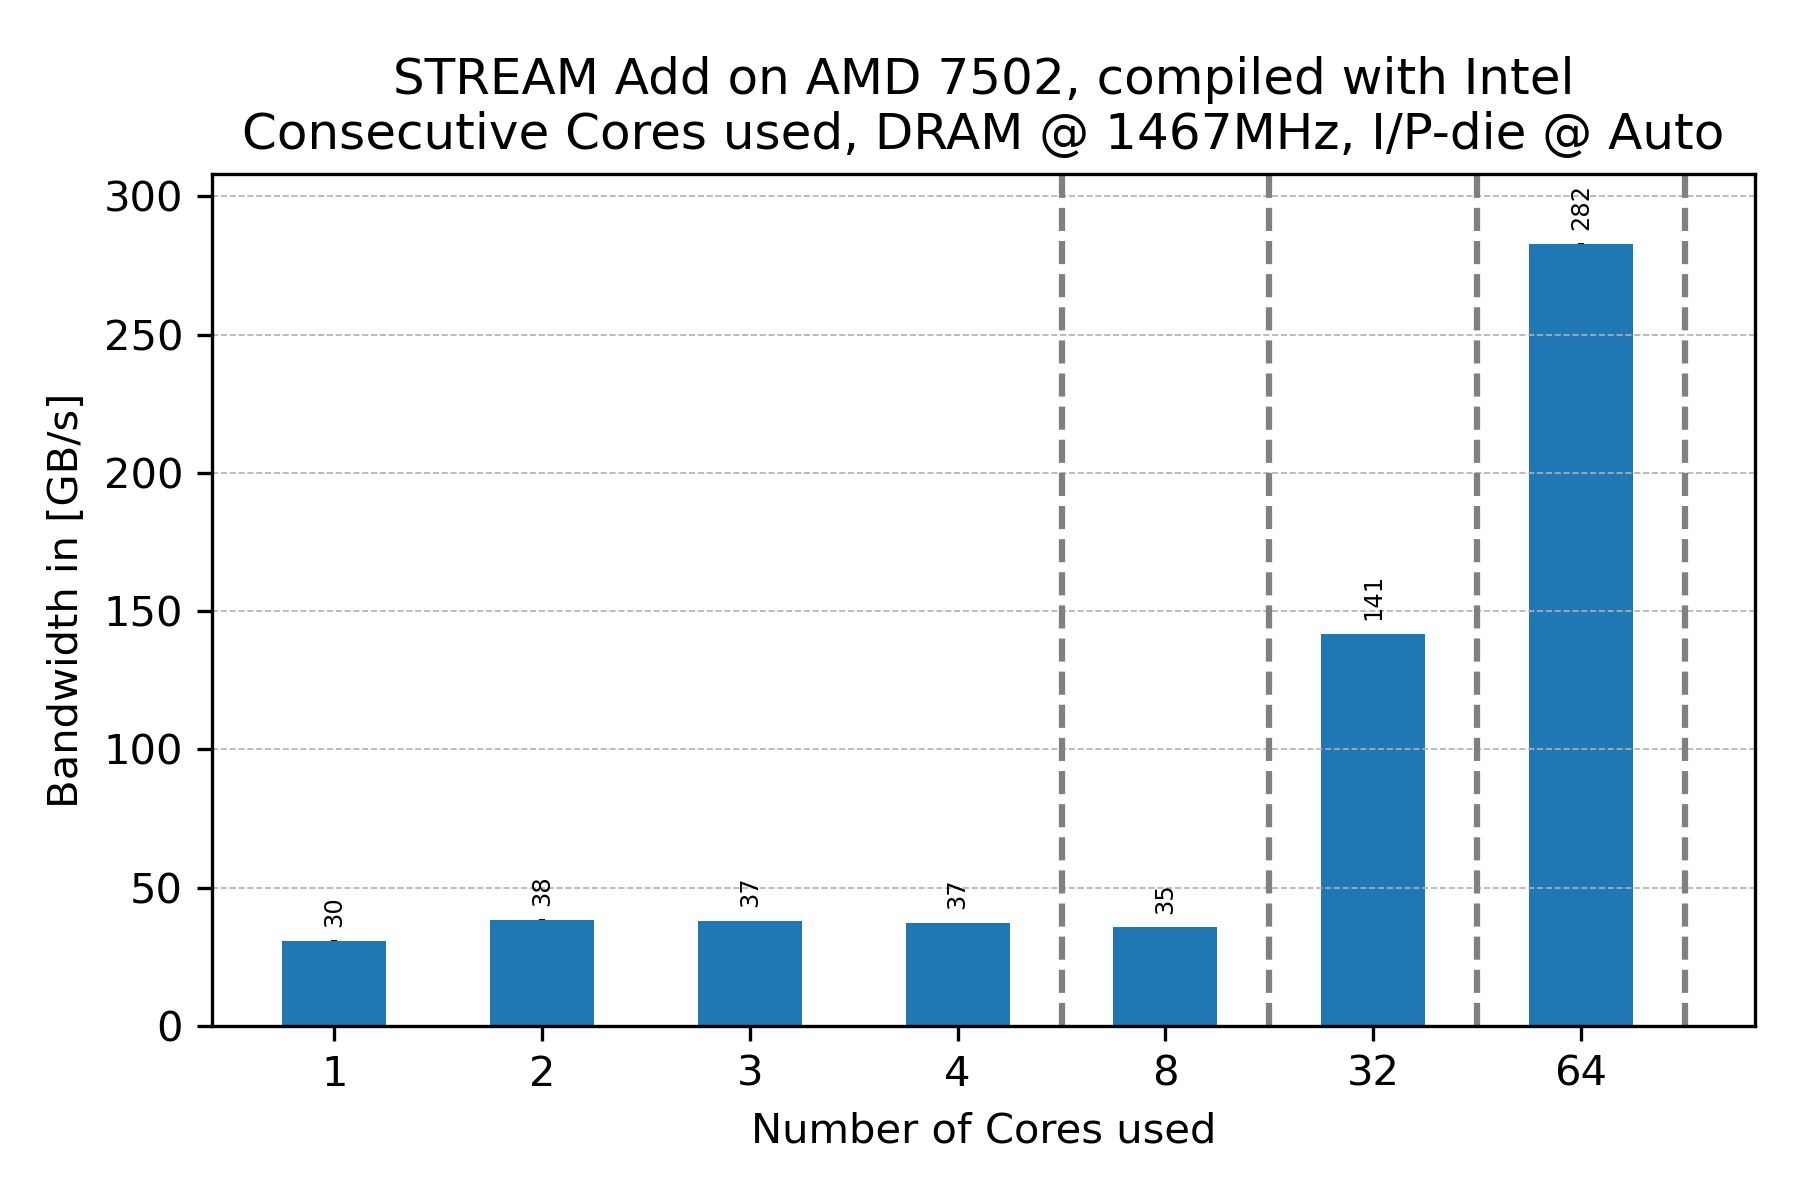 STREAM Add on AMD 7502, compiled with Intel
Consecutive Cores used, DRAM @ 1467MHz, I/P-die @ Auto
Bandwidth in [GB/s]
300
250
200
150
100
50
0
30
38
37
37
35
141
282
1 2 3 4 8 32 64
Number of Cores used